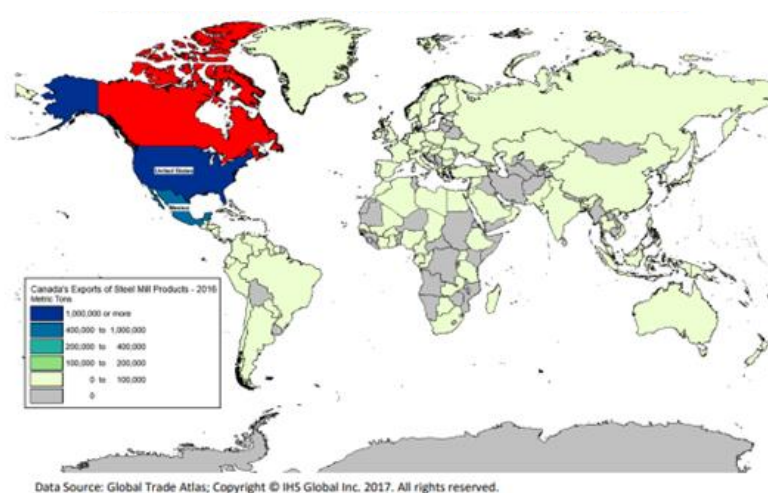 United States
Mexico
Canada's Exports of Steel Mill Products - 2016
Metric Tons
1,000,000 or more
400,000 to 1,000,000
200,000 to 400,000
100,000 to 200,000
0 to 100,000
0
Data Source: Global Trade Atlas; Copyright © IHS Global Inc. 2017. All rights reserved.